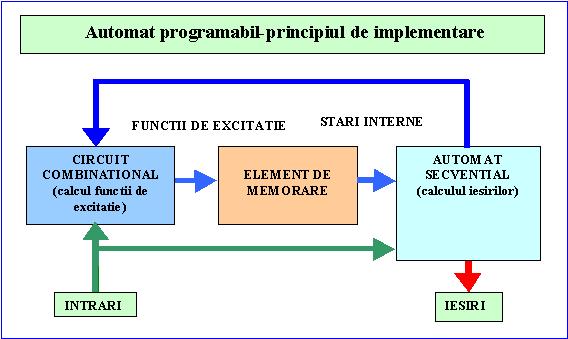 Automat programabil-principiul de implementare
FUNCTII DE EXCITATIE
STARI INTERNE
CIRCUIT
COMBINATIONAL
(calcul functii de
excitatie)
ELEMENT DE
MEMORARE
AUTOMAT
SECVENTIAL
(calculul iesirilor)
INTRARI
IESIRI